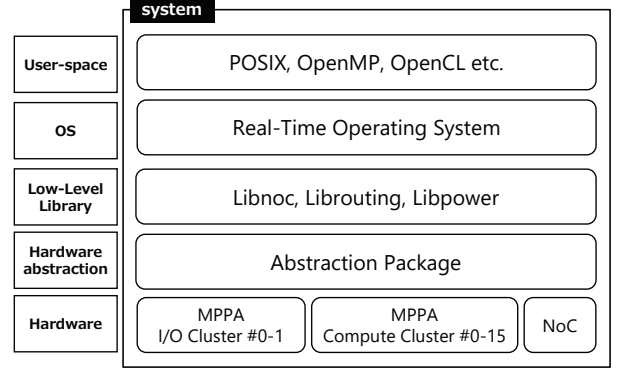 system
User-space
POSIX, OpenMP, OpenCL etc.
OS
Real-Time Operating System
Low-Level
Library
Libnoc, Librouting, Libpower
Hardware
abstraction
Abstraction Package
Hardware
MPPA
I/O Cluster #0-1
MPPA
Compute Cluster #0-15
NoC